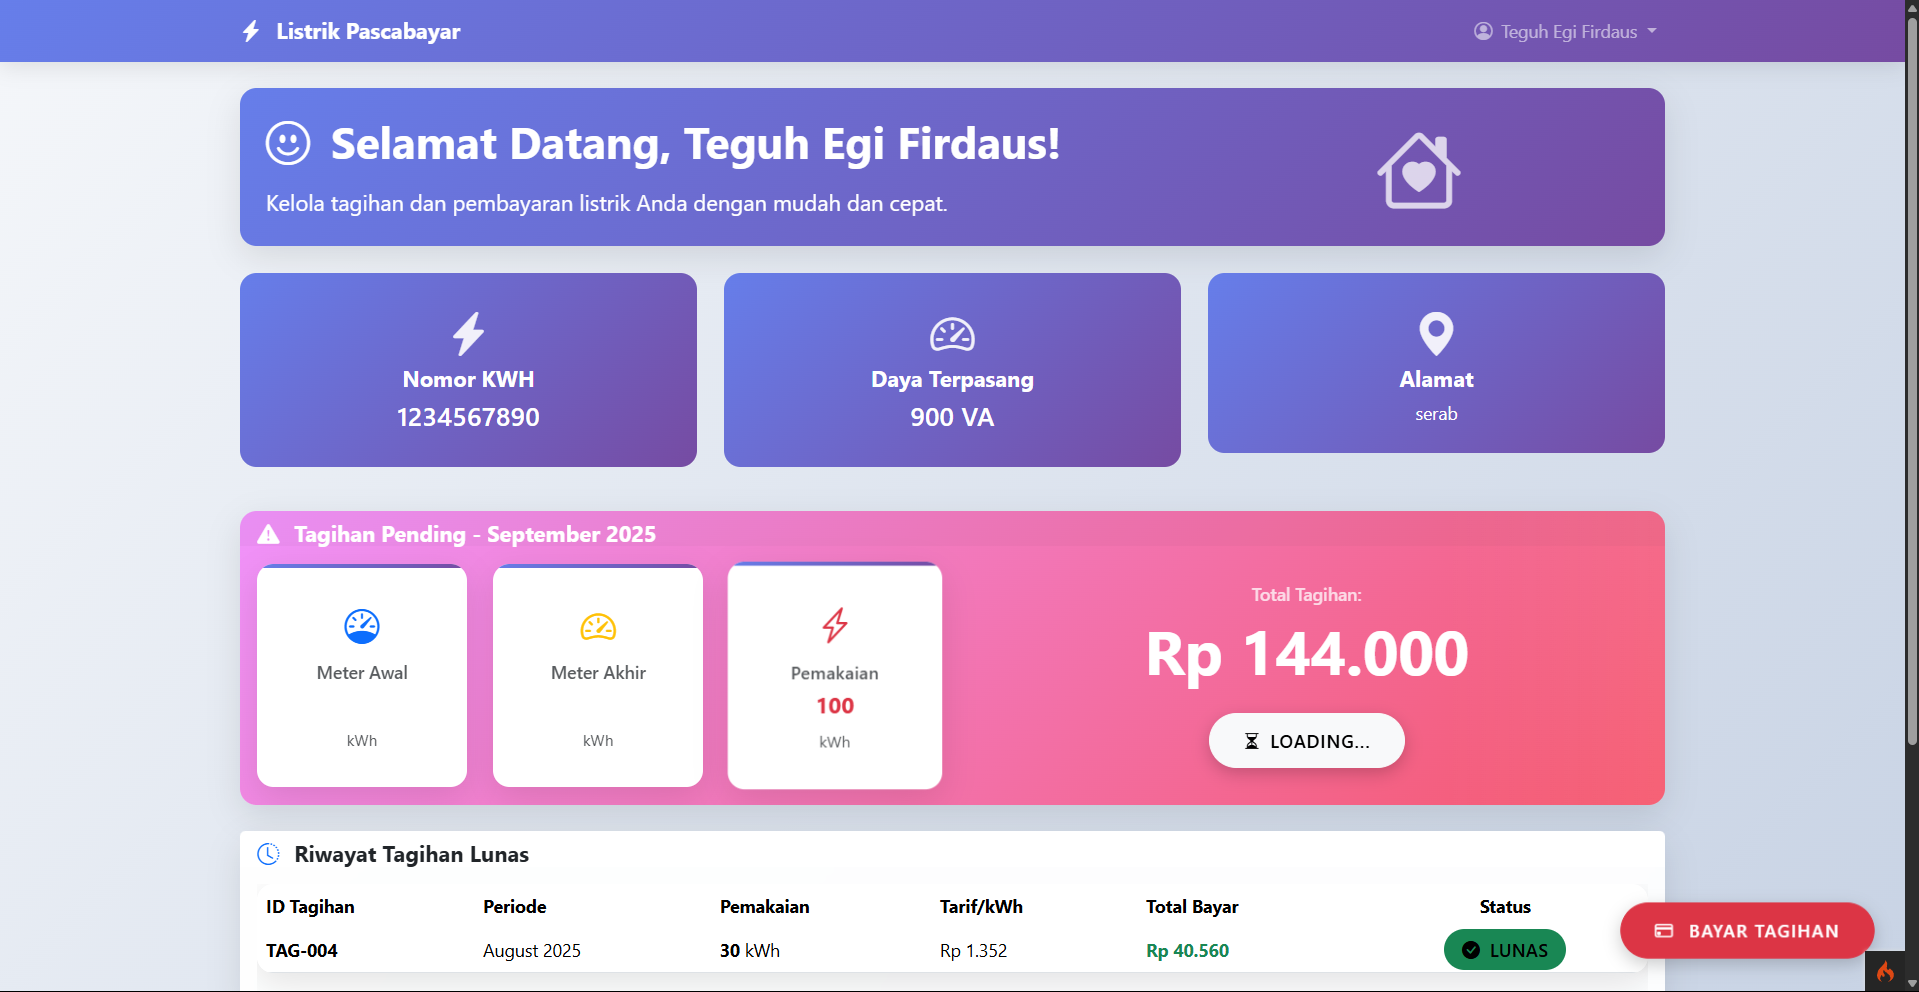 Listrik Pascabayar
Teguh Egi Firdaus
Selamat Datang, Teguh Egi Firdaus!
Kelola tagihan dan pembayaran listrik Anda dengan mudah dan cepat.
Nomor KWH
1234567890
Daya Terpasang
900 VA
Alamat
serab
Tagihan Pending - September 2025
Meter Awal
kWh
Meter Akhir
kWh
Pemakaian
100
kWh
Total Tagihan:
Rp 144.000
LOADING...
Riwayat Tagihan Lunas
ID Tagihan Periode Pemakaian Tarif/kWh Total Bayar Status
TAG-004 August 2025 30 kWh Rp 1.352 Rp 40.560 LUNAS
BAYAR TAGIHAN